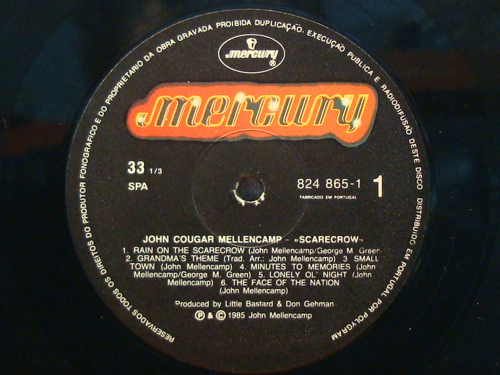 RESERVADOS TODOS OS DIREITOS DO PRODUTOR FONOGRÁFICO E DO PROPRIETÁRIO DA OBRA GRAVADA PROIBIDA DUPLICAÇÃO, EXECUÇÃO PUBLICA E RADIODIFUSÃO DESTE DISCO DISTRIBUIDO EM PORTUGAL POR POLYGRAM
mercury
®
mercury
33 1/3
SPA
824 865-1 1
FABRICADO EM PORTUGAL
JOHN COUGAR MELLENCAMP - »SCARECROW«
1. RAIN ON THE SCARECROW (John Mellencamp/George M. Green)
2. GRANDMA'S THEME (Trad. Arr.: John Mellencamp) 3 SMALL
TOWN (John Mellencamp) 4. MINUTES TO MEMORIES (John
Mellencamp/George M. Green) 5. LONELY OL' NIGHT (John
Mellencamp) 6. THE FACE OF THE NATION
(John Mellencamp)
Produced by Little Bastard & Don Gehman
℗ & © 1985 John Mellencamp